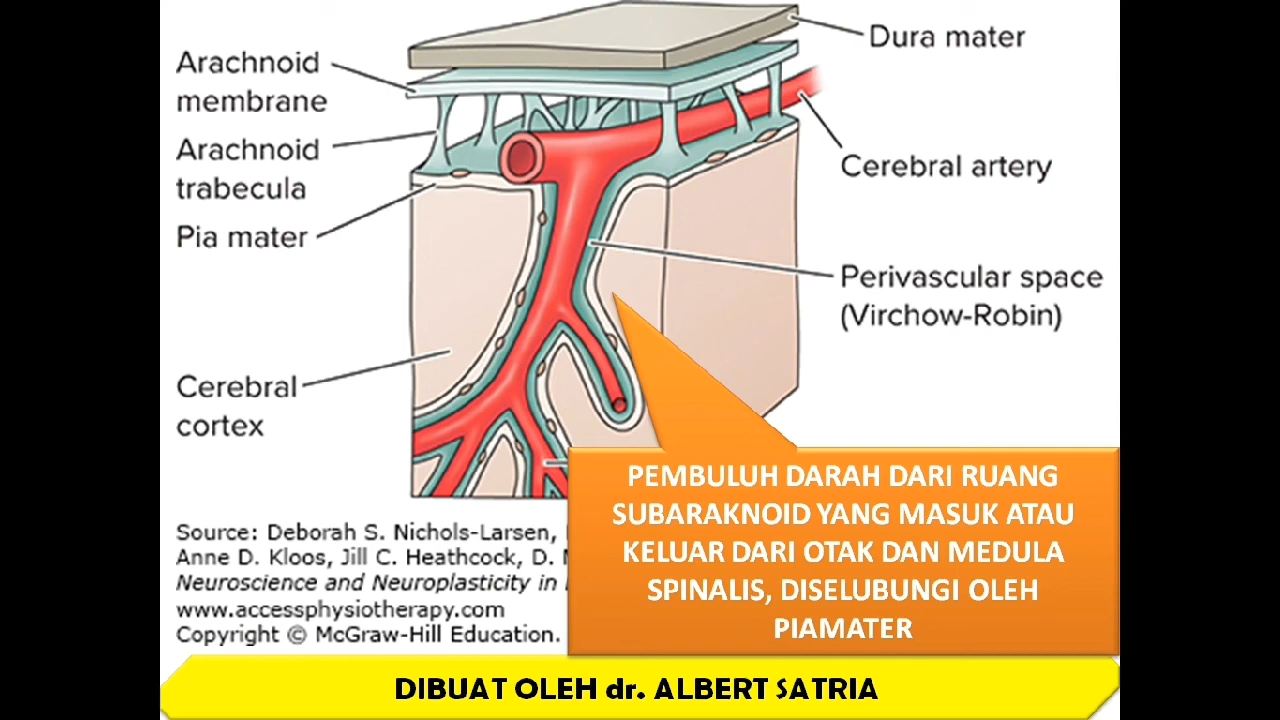 Arachnoid
membrane
Arachnoid
trabecula
Pia mater
Cerebral
cortex
Dura mater
Cerebral artery
Perivascular space
(Virchow-Robin)
PEMBULUH DARAH DARI RUANG
SUBARAKNOID YANG MASUK ATAU
KELUAR DARI OTAK DAN MEDULA
SPINALIS, DISELUBUNGI OLEH
PIAMATER
Source: Deborah S. Nichols-Larsen,
Anne D. Kloos, Jill C. Heathcock, D.
Neuroscience and Neuroplasticity in
www.accessphysiotherapy.com
Copyright © McGraw-Hill Education.
DIBUAT OLEH dr. ALBERT SATRIA